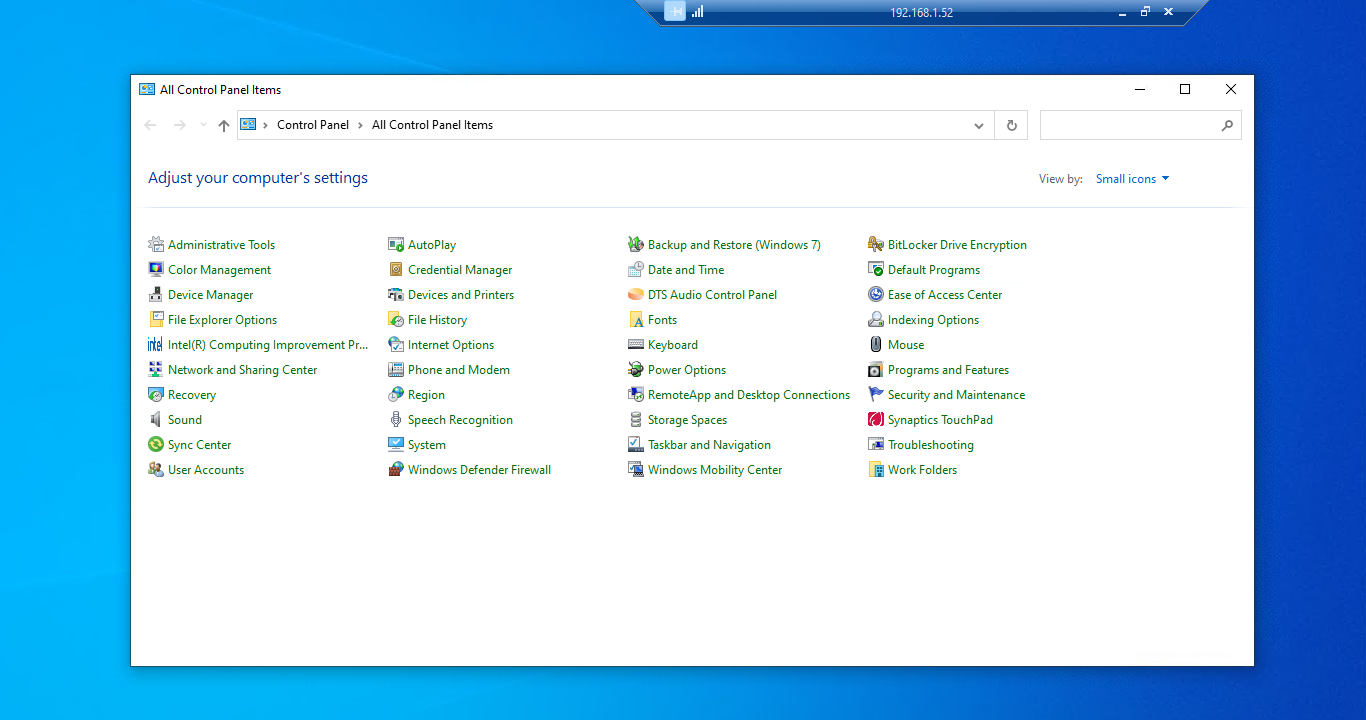 192.168.1.52
All Control Panel Items
Control Panel All Control Panel Items
Adjust your computer's settings
View by: Small icons
Administrative Tools AutoPlay Backup and Restore (Windows 7) BitLocker Drive Encryption
Color Management Credential Manager Date and Time Default Programs
Device Manager Devices and Printers DTS Audio Control Panel Ease of Access Center
File Explorer Options File History Fonts Indexing Options
intel Intel(R) Computing Improvement Pr... Internet Options Keyboard Mouse
Network and Sharing Center Phone and Modem Power Options Programs and Features
Recovery Region RemoteApp and Desktop Connections Security and Maintenance
Sound Speech Recognition Storage Spaces Synaptics TouchPad
Sync Center System Taskbar and Navigation Troubleshooting
User Accounts Windows Defender Firewall Windows Mobility Center Work Folders